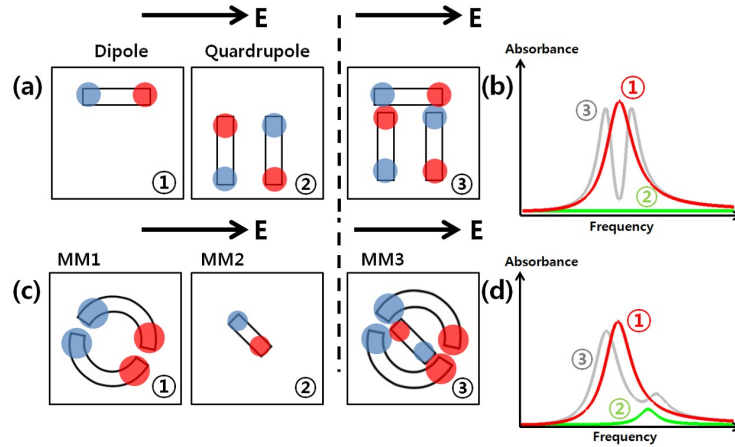 E E
Dipole Quadrupole
(a) (b)
Absorbance
① ② ③
① ② ③
Frequency
E E
MM1 MM2 MM3
(c) (d)
Absorbance
① ② ③
① ② ③
Frequency